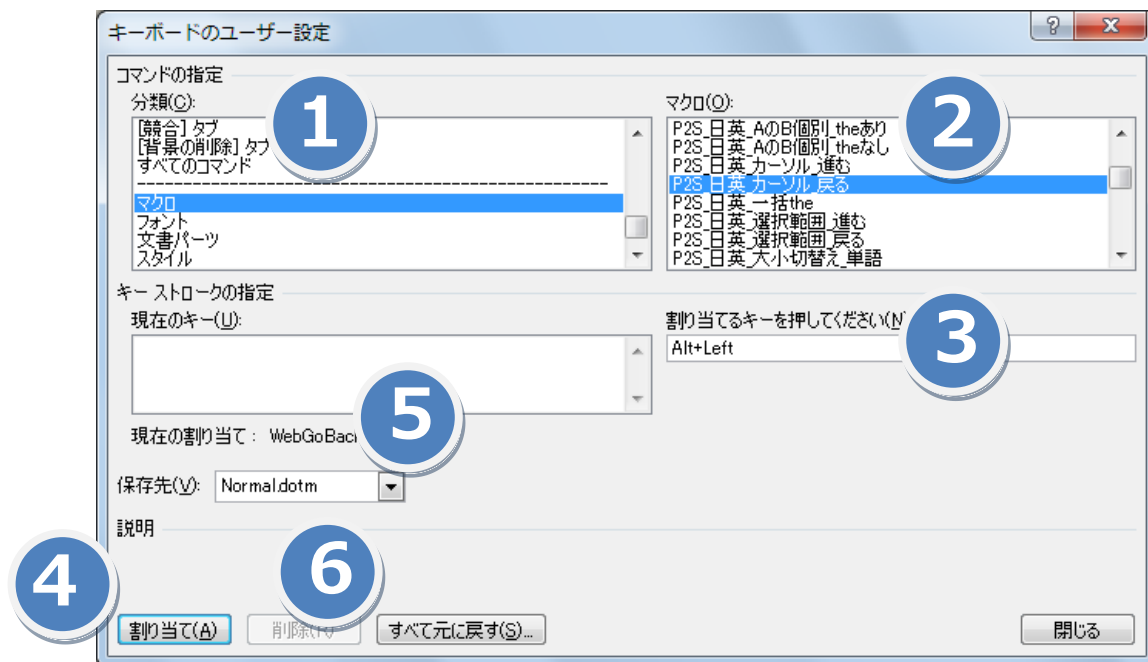 キーボードのユーザー設定
コマンドの指定
分類(C):
1
[競合] タブ
[背景の削除] タブ
すべてのコマンド
マクロ
フォント
文書パーツ
スタイル
マクロ(O):
2
P2S_日英_AのB個別_theあり
P2S_日英_AのB個別_theなし
P2S_日英_カーソル_進む
P2S_日英_カーソル_戻る
P2S_日英_一括the
P2S_日英_選択範囲_進む
P2S_日英_選択範囲_戻る
P2S_日英_大小切替え_単語
キー ストロークの指定
現在のキー(U):
割り当てるキーを押してください(N)
3
Alt+Left
5
現在の割り当て : WebGoBac
保存先(V): Normal.dotm
説明
4
6
割り当て(A)
削除(R)
すべて元に戻す(S)...
閉じる